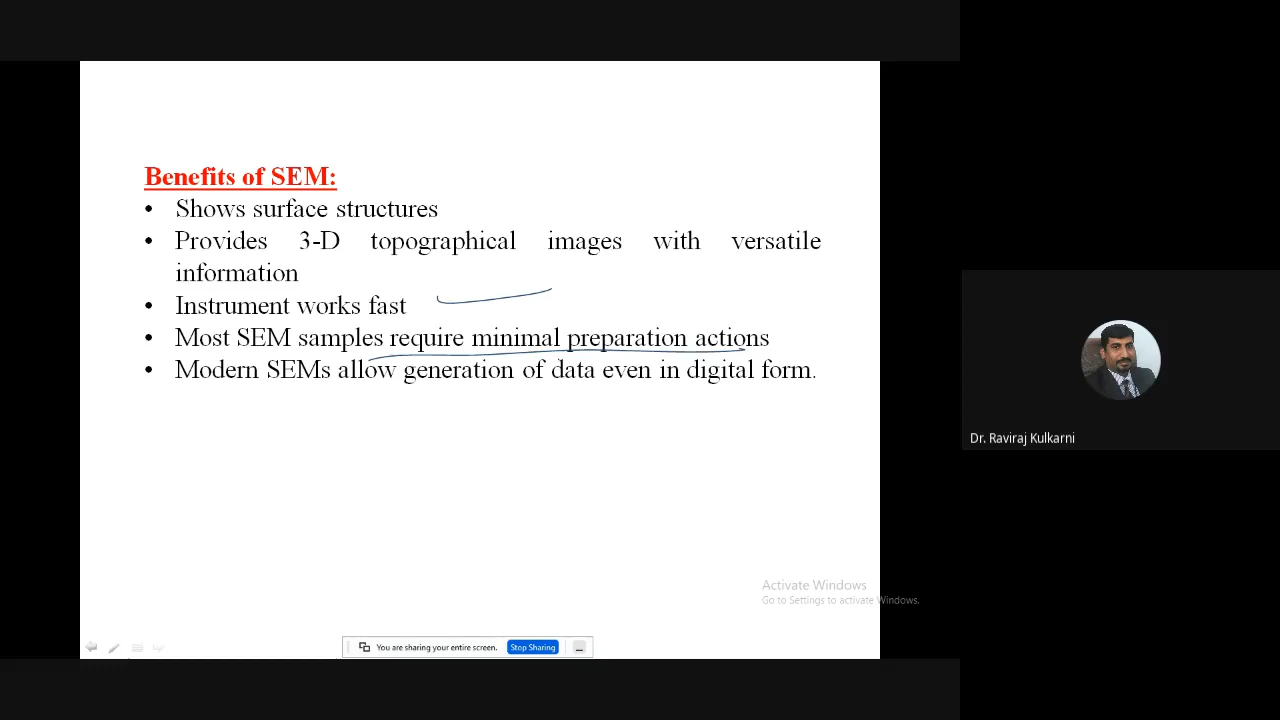 Benefits of SEM:
• Shows surface structures
• Provides 3-D topographical images with versatile
information
• Instrument works fast
• Most SEM samples require minimal preparation actions
• Modern SEMs allow generation of data even in digital form.
Dr. Raviraj Kulkarni
Activate Windows
Go to Settings to activate Windows.
You are sharing your entire screen. Stop Sharing